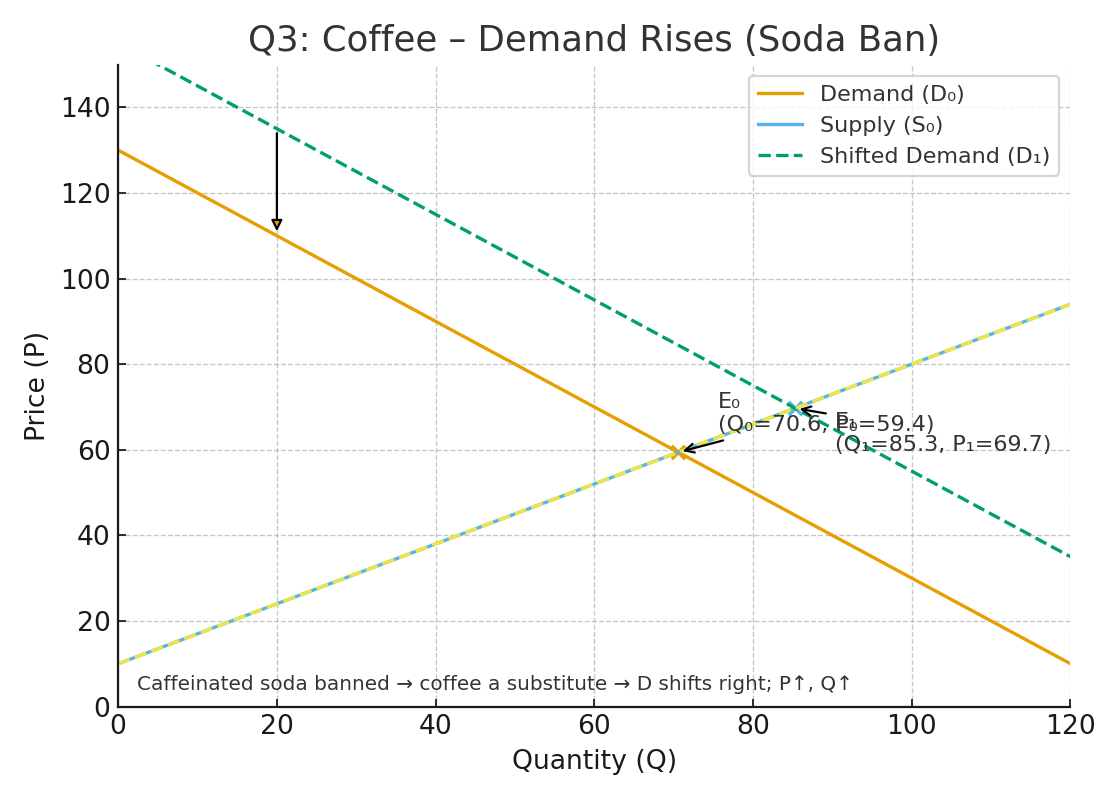 Q3: Coffee – Demand Rises (Soda Ban)
Demand (D₀)
Supply (S₀)
Shifted Demand (D₁)
Price (P)
140
120
100
80
60
40
20
0
E₀
(Q₀=70.6, P₀=59.4)
E₁
(Q₁=85.3, P₁=69.7)
Caffeinated soda banned → coffee a substitute → D shifts right; P↑, Q↑
0 20 40 60 80 100 120
Quantity (Q)